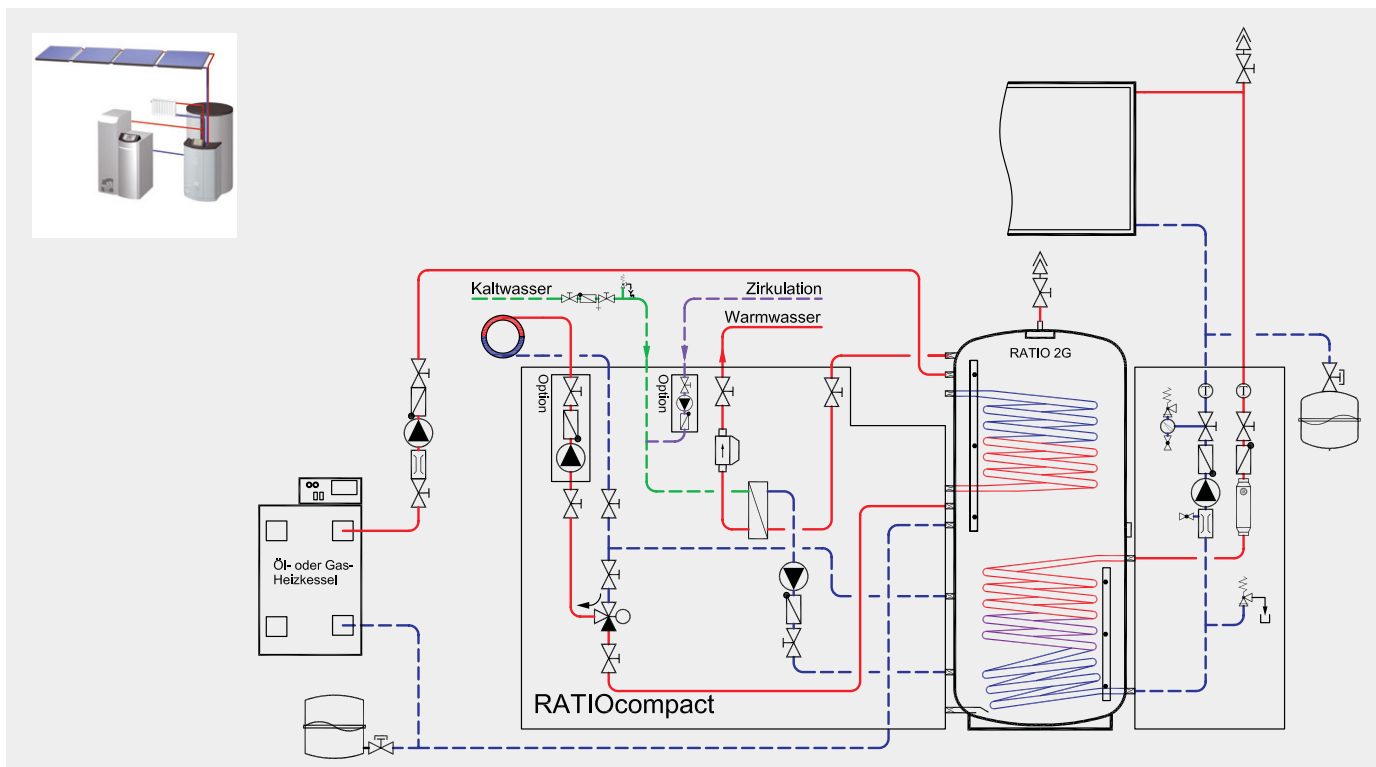 Kaltwasser
Zirkulation
Warmwasser
RATIO 2G
Option
Option
T
T
Öl- oder Gas-
Heizkessel
RATIOcompact